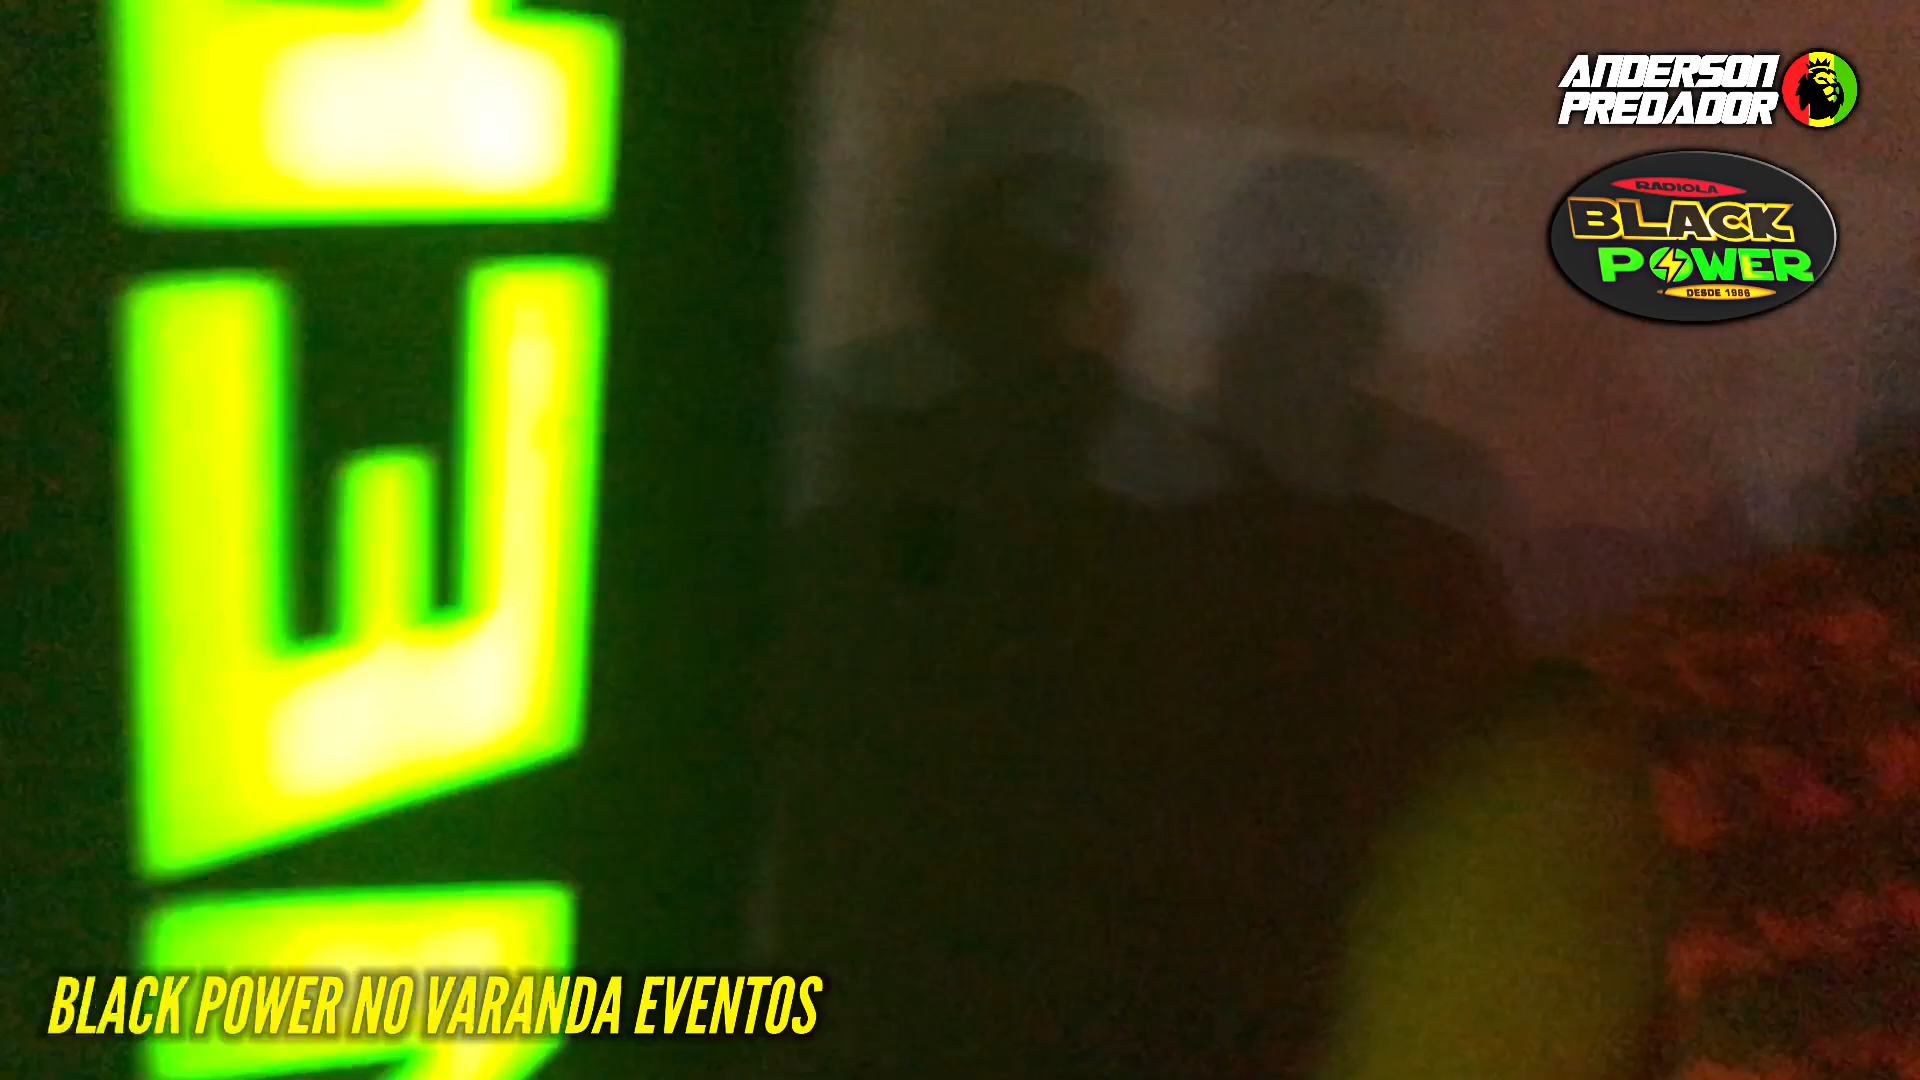 ANDERSON
PREDADOR
RADIOLA
BLACK
POWER
DESDE 1986
E
BLACK POWER NO VARANDA EVENTOS